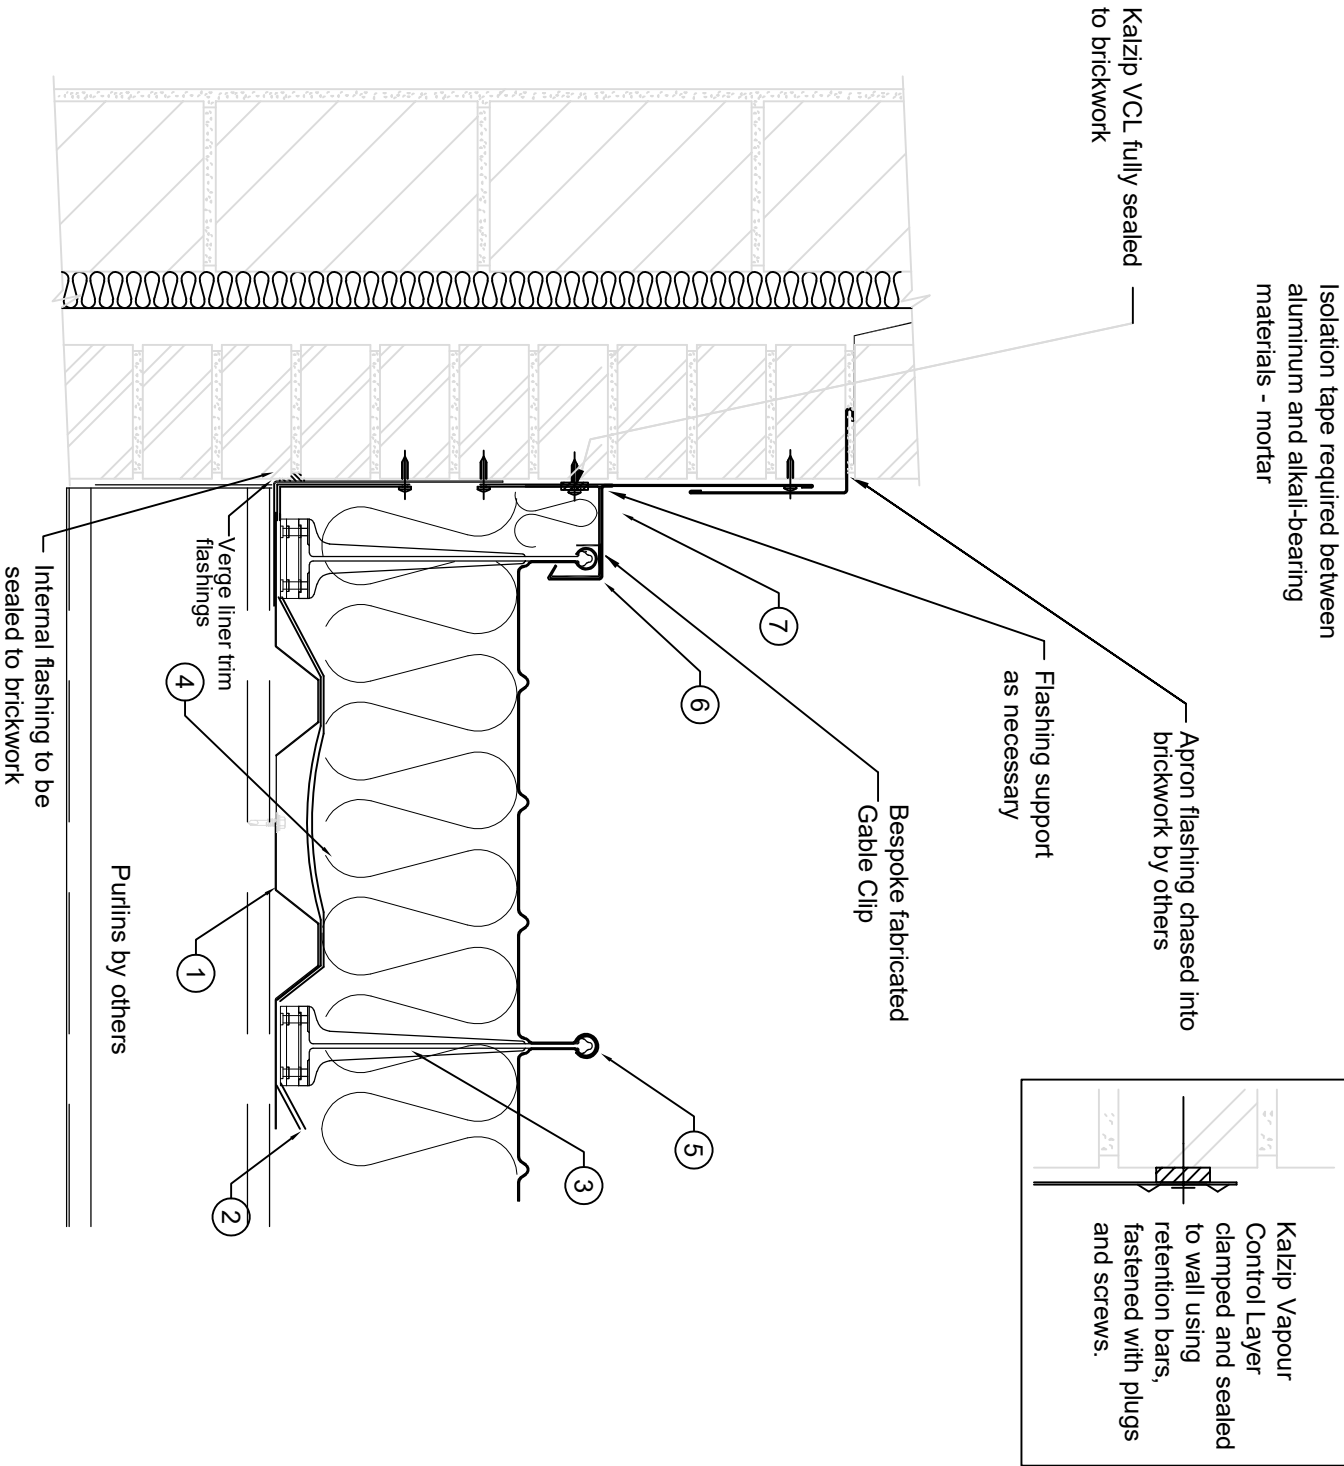 Isolation tape required between
aluminum and alkali-bearing
materials - mortar
Kalzip VCL fully sealed
to brickwork
Apron flashing chased into
brickwork by others
Flashing support
as necessary
Bespoke fabricated
Gable Clip
7
6
5
3
4
1
2
Verge liner trim
flashings
Internal flashing to be
sealed to brickwork
Purlins by others
Kalzip Vapour
Control Layer
clamped and sealed
to wall using
retention bars,
fastened with plugs
and screws.